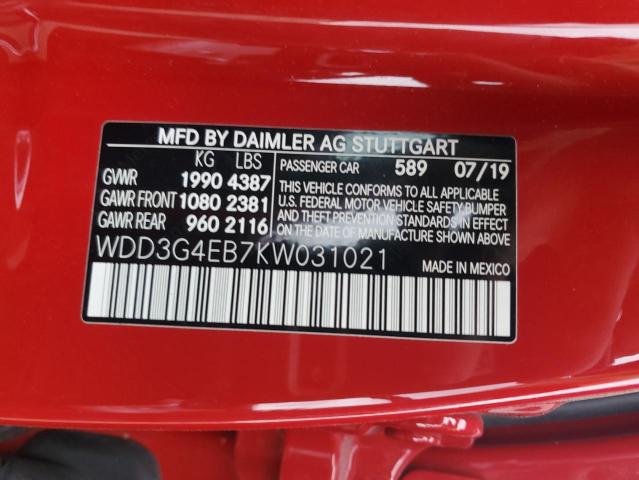 MFD BY DAIMLER AG STUTTGART
KG LBS
GVWR 1990 4387
GAWR FRONT 1080 2381
GAWR REAR 960 2116
PASSENGER CAR 589 07/19
THIS VEHICLE CONFORMS TO ALL APPLICABLE
U.S. FEDERAL MOTOR VEHICLE SAFETY BUMPER
AND THEFT PREVENTION STANDARDS IN EFFECT
ON THE DATE OF MANUFACTURE SHOWN ABOVE.
WDD3G4EB7KW031021
MADE IN MEXICO